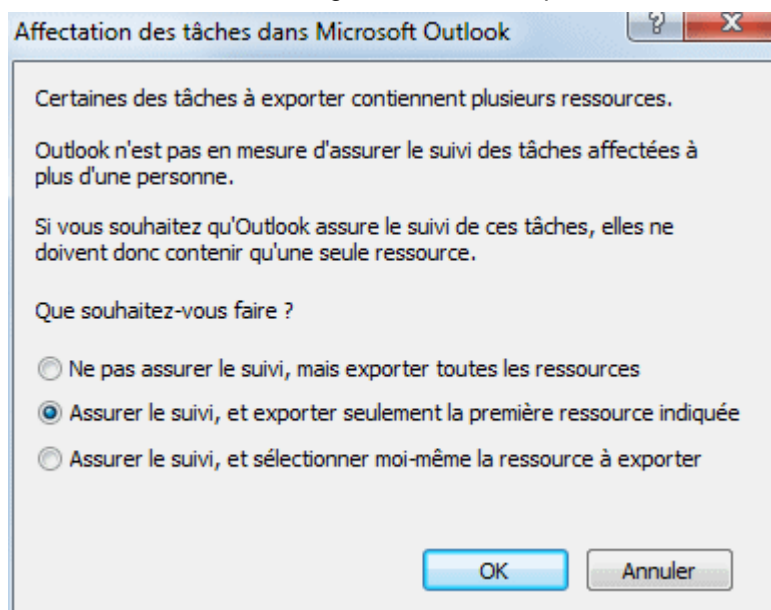 Affectation des tâches dans Microsoft Outlook
Certaines des tâches à exporter contiennent plusieurs ressources.
Outlook n'est pas en mesure d'assurer le suivi des tâches affectées à
plus d'une personne.
Si vous souhaitez qu'Outlook assure le suivi de ces tâches, elles ne
doivent donc contenir qu'une seule ressource.
Que souhaitez-vous faire ?
Ne pas assurer le suivi, mais exporter toutes les ressources
Assurer le suivi, et exporter seulement la première ressource indiquée
Assurer le suivi, et sélectionner moi-même la ressource à exporter
OK Annuler